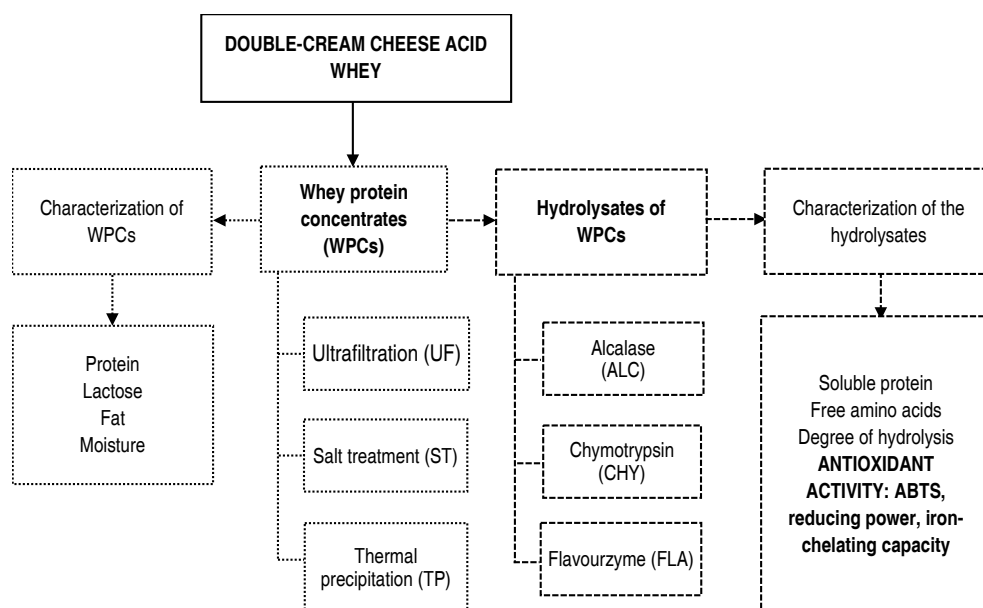 DOUBLE-CREAM CHEESE ACID
WHEY
Characterization of
WPCs
Whey protein
concentrates
(WPCs)
Hydrolysates of
WPCs
Characterization of the
hydrolysates
Protein
Lactose
Fat
Moisture
Ultrafiltration (UF)
Salt treatment (ST)
Thermal
precipitation (TP)
Alcalase
(ALC)
Chymotrypsin
(CHY)
Flavourzyme (FLA)
Soluble protein
Free amino acids
Degree of hydrolysis
ANTIOXIDANT
ACTIVITY: ABTS,
reducing power, iron-
chelating capacity